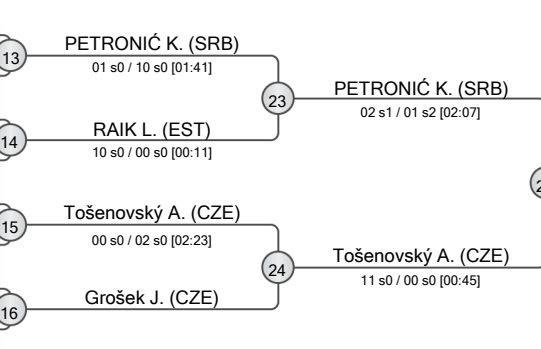 PETRONIĆ K. (SRB)
13
01 s0 / 10 s0 [01:41]
23
PETRONIĆ K. (SRB)
02 s1 / 01 s2 [02:07]
RAIK L. (EST)
14
10 s0 / 00 s0 [00:11]
Tošenovský A. (CZE)
15
00 s0 / 02 s0 [02:23]
24
Tošenovský A. (CZE)
11 s0 / 00 s0 [00:45]
Grošek J. (CZE)
16